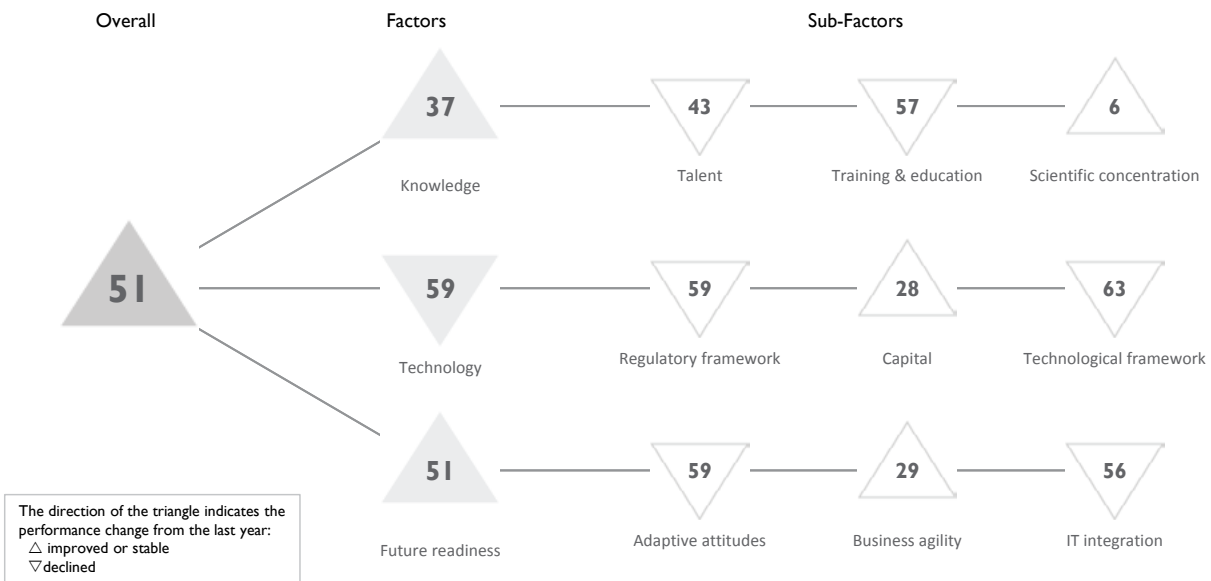 Overall
Factors
Sub-Factors
37
43
57
6
Knowledge
Talent
Training & education
Scientific concentration
51
59
59
28
63
Technology
Regulatory framework
Capital
Technological framework
51
59
29
56
Future readiness
Adaptive attitudes
Business agility
IT integration
The direction of the triangle indicates the
performance change from the last year:
△ improved or stable
▽declined